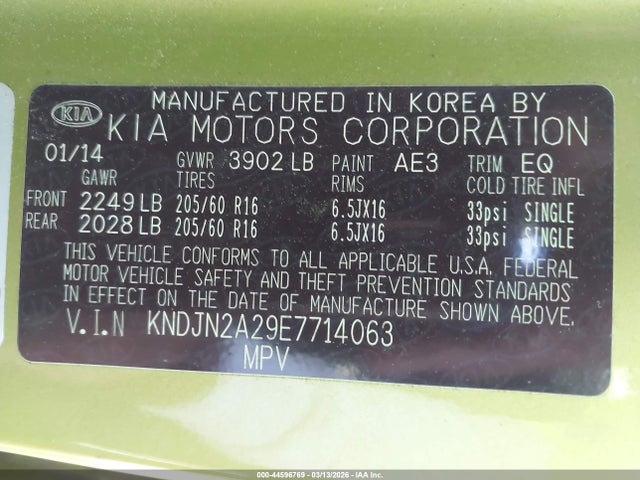 KIA MANUFACTURED IN KOREA BY
KIA MOTORS CORPORATION
01/14 GVWR 3902 LB PAINT AE3 TRIM EQ
GAWR TIRES RIMS COLD TIRE INFL
FRONT 2249 LB 205/60 R16 6.5JX16 33psi SINGLE
REAR 2028 LB 205/60 R16 6.5JX16 33psi SINGLE
THIS VEHICLE CONFORMS TO ALL APPLICABLE U.S.A. FEDERAL
MOTOR VEHICLE SAFETY AND THEFT PREVENTION STANDARDS
IN EFFECT ON THE DATE OF MANUFACTURE SHOWN ABOVE.
V.I.N KNDJN2A29E7714063
MPV
000-44596769 | 03/13/2026 | IAA Inc.